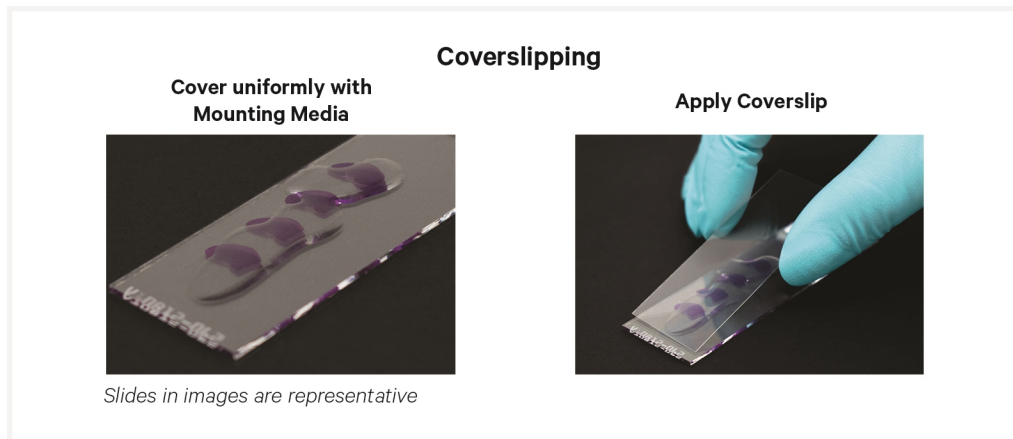 Coverslipping
Cover uniformly with
Mounting Media
Apply Coverslip
Slides in images are representative